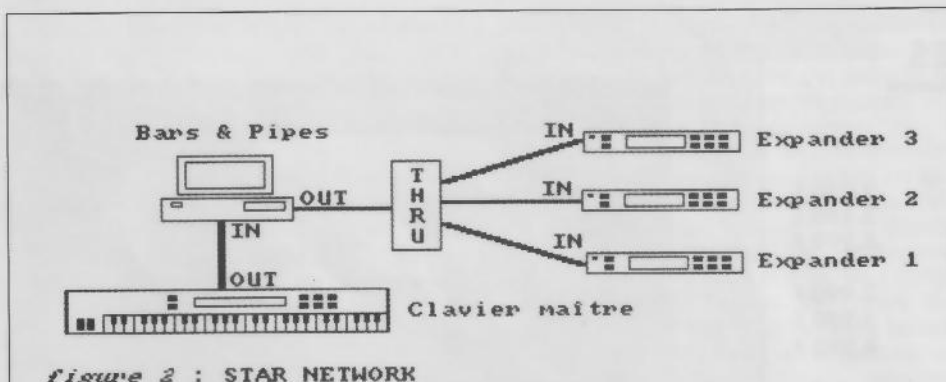 Bars & Pipes
IN
Expander 3
OUT
THRU
IN
Expander 2
IN
IN
Expander 1
OUT
Clavier maître
figure 2 : STAR NETWORK